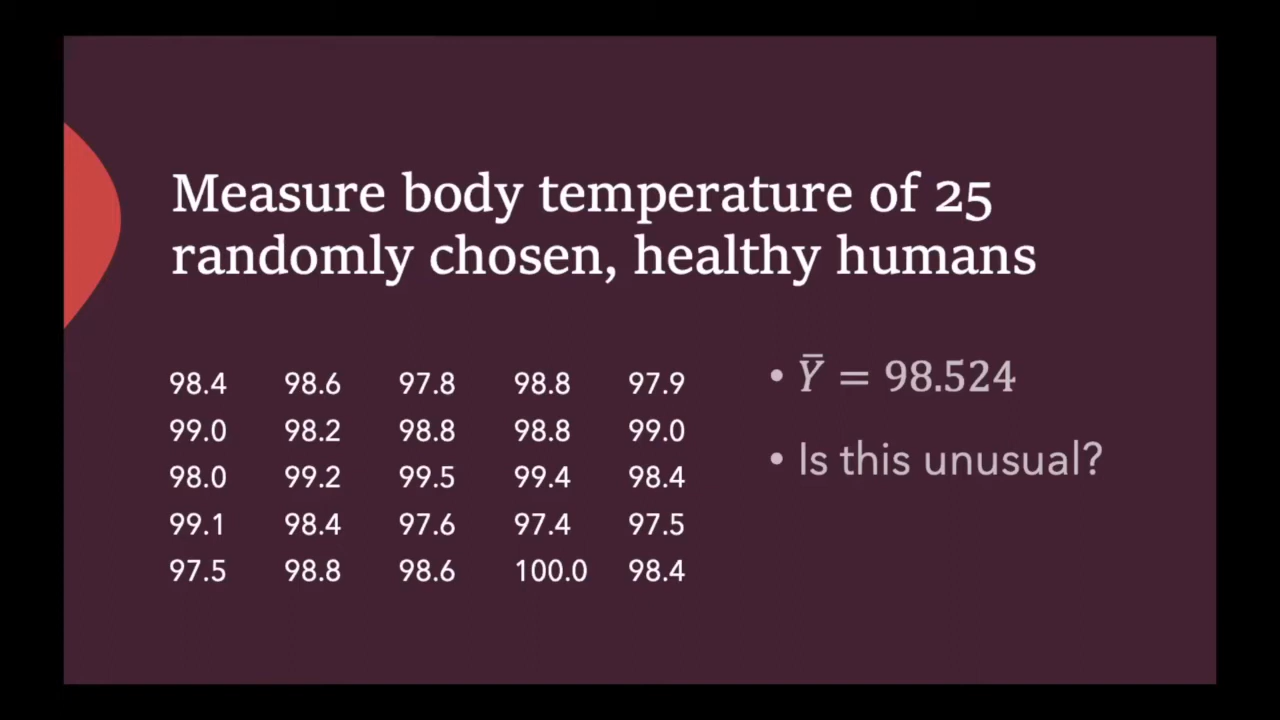 Measure body temperature of 25
randomly chosen, healthy humans
98.4 98.6 97.8 98.8 97.9
99.0 98.2 98.8 98.8 99.0
98.0 99.2 99.5 99.4 98.4
99.1 98.4 97.6 97.4 97.5
97.5 98.8 98.6 100.0 98.4
• Ȳ = 98.524
• Is this unusual?